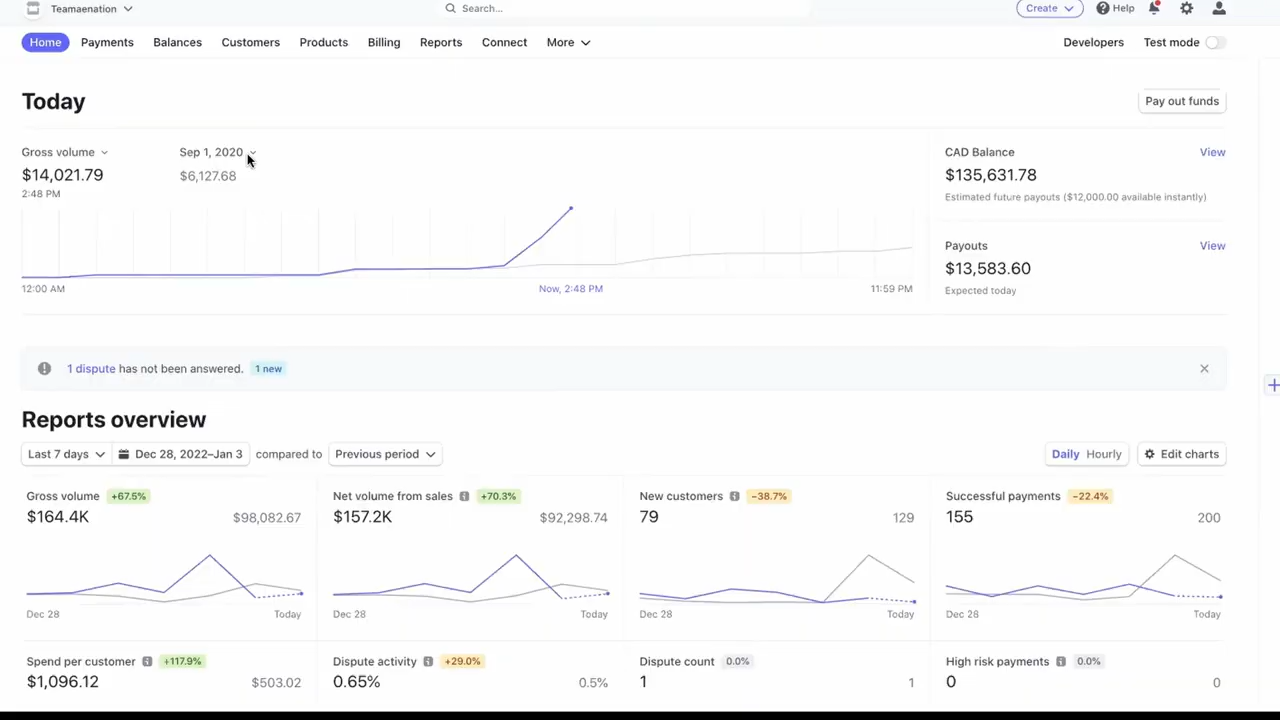 Teamaenation
Search...
Create
Help
Home
Payments
Balances
Customers
Products
Billing
Reports
Connect
More
Developers
Test mode
Today
Pay out funds
Gross volume
Sep 1, 2020
$14,021.79
$6,127.68
2:48 PM
12:00 AM
Now, 2:48 PM
11:59 PM
CAD Balance
View
$135,631.78
Estimated future payouts ($12,000.00 available instantly)
Payouts
View
$13,583.60
Expected today
1 dispute has not been answered. 1 new
Reports overview
Last 7 days
Dec 28, 2022–Jan 3
compared to
Previous period
Daily Hourly
Edit charts
Gross volume +67.5%
$164.4K $98,082.67
Dec 28 Today
Net volume from sales +70.3%
$157.2K $92,298.74
Dec 28 Today
New customers –38.7%
79 129
Dec 28 Today
Successful payments –22.4%
155 200
Dec 28 Today
Spend per customer +117.9%
$1,096.12 $503.02
Dispute activity +29.0%
0.65% 0.5%
Dispute count 0.0%
1 1
High risk payments 0.0%
0 0